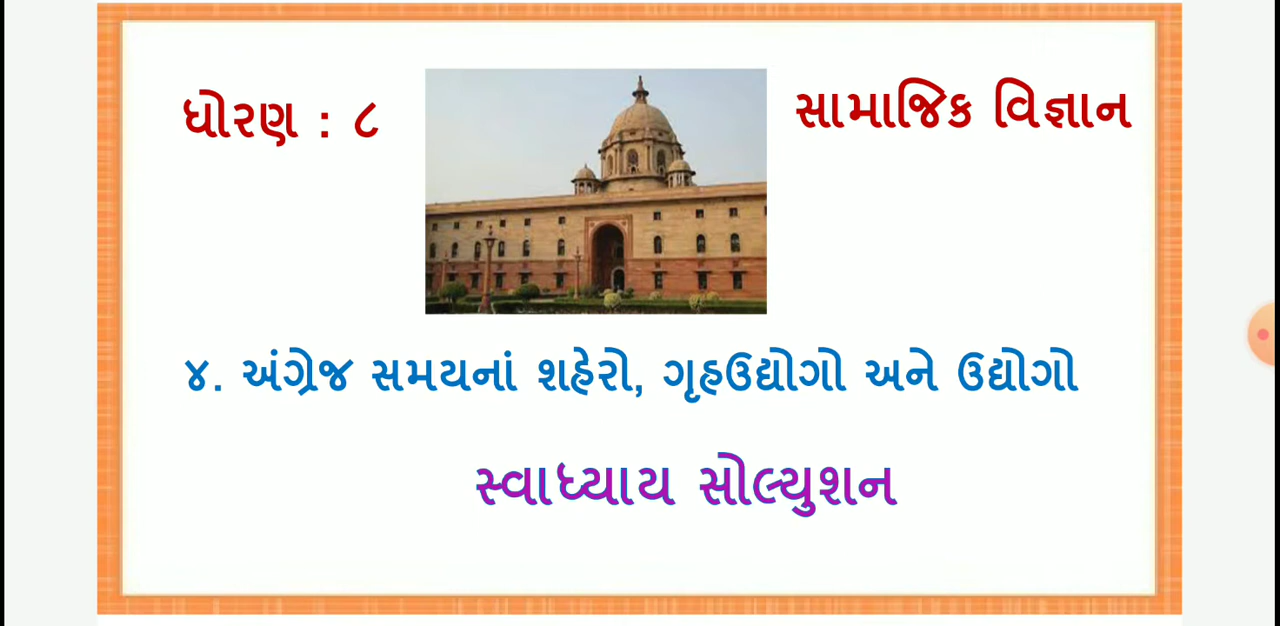 ધોરણ : ૮
સામાજિક વિજ્ઞાન
૪. અંગ્રેજ સમયનાં શહેરો, ગૃહઉદ્યોગો અને ઉદ્યોગો
સ્વાધ્યાય સોલ્યુશન